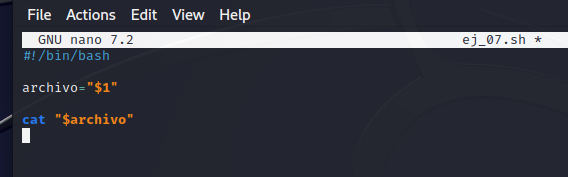 File Actions Edit View Help
GNU nano 7.2 ej_07.sh *
#!/bin/bash
archivo="$1"
cat "$archivo"